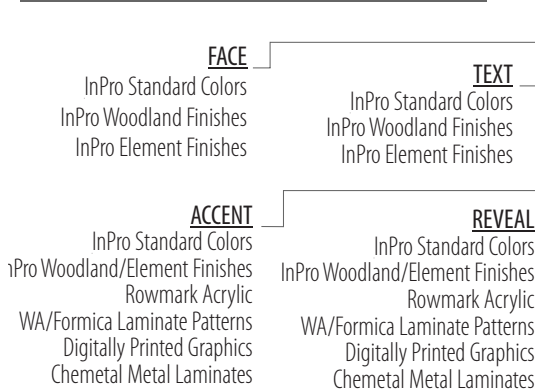 FACE
InPro Standard Colors
InPro Woodland Finishes
InPro Element Finishes
TEXT
InPro Standard Colors
InPro Woodland Finishes
InPro Element Finishes
ACCENT
InPro Standard Colors
nPro Woodland/Element Finishes
Rowmark Acrylic
WA/Formica Laminate Patterns
Digitally Printed Graphics
Chemetal Metal Laminates
REVEAL
InPro Standard Colors
InPro Woodland/Element Finishes
Rowmark Acrylic
WA/Formica Laminate Patterns
Digitally Printed Graphics
Chemetal Metal Laminates